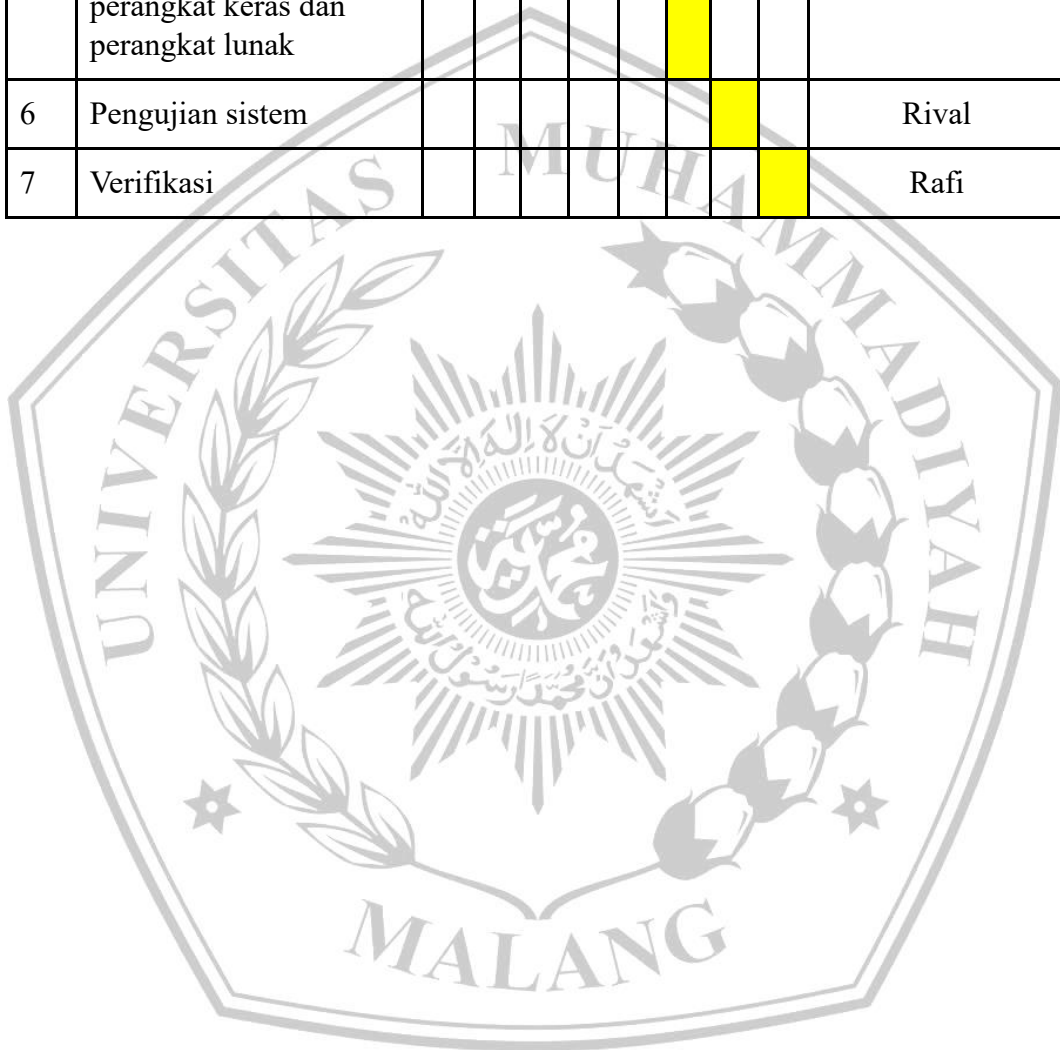 perangkat keras dan
perangkat lunak
6 Pengujian sistem Rival
7 Verifikasi Rafi
UNIVERSITAS MUHAMMADIYAH
MALANG